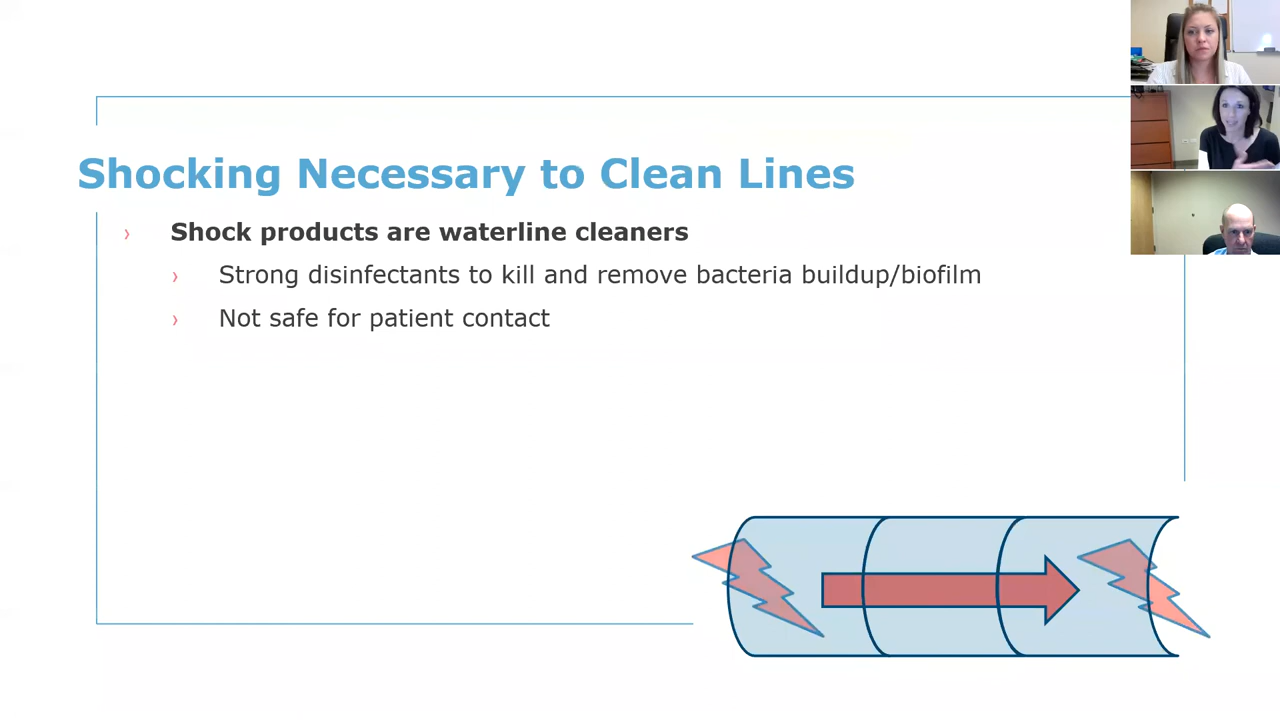 Shocking Necessary to Clean Lines
Shock products are waterline cleaners
Strong disinfectants to kill and remove bacteria buildup/biofilm
Not safe for patient contact